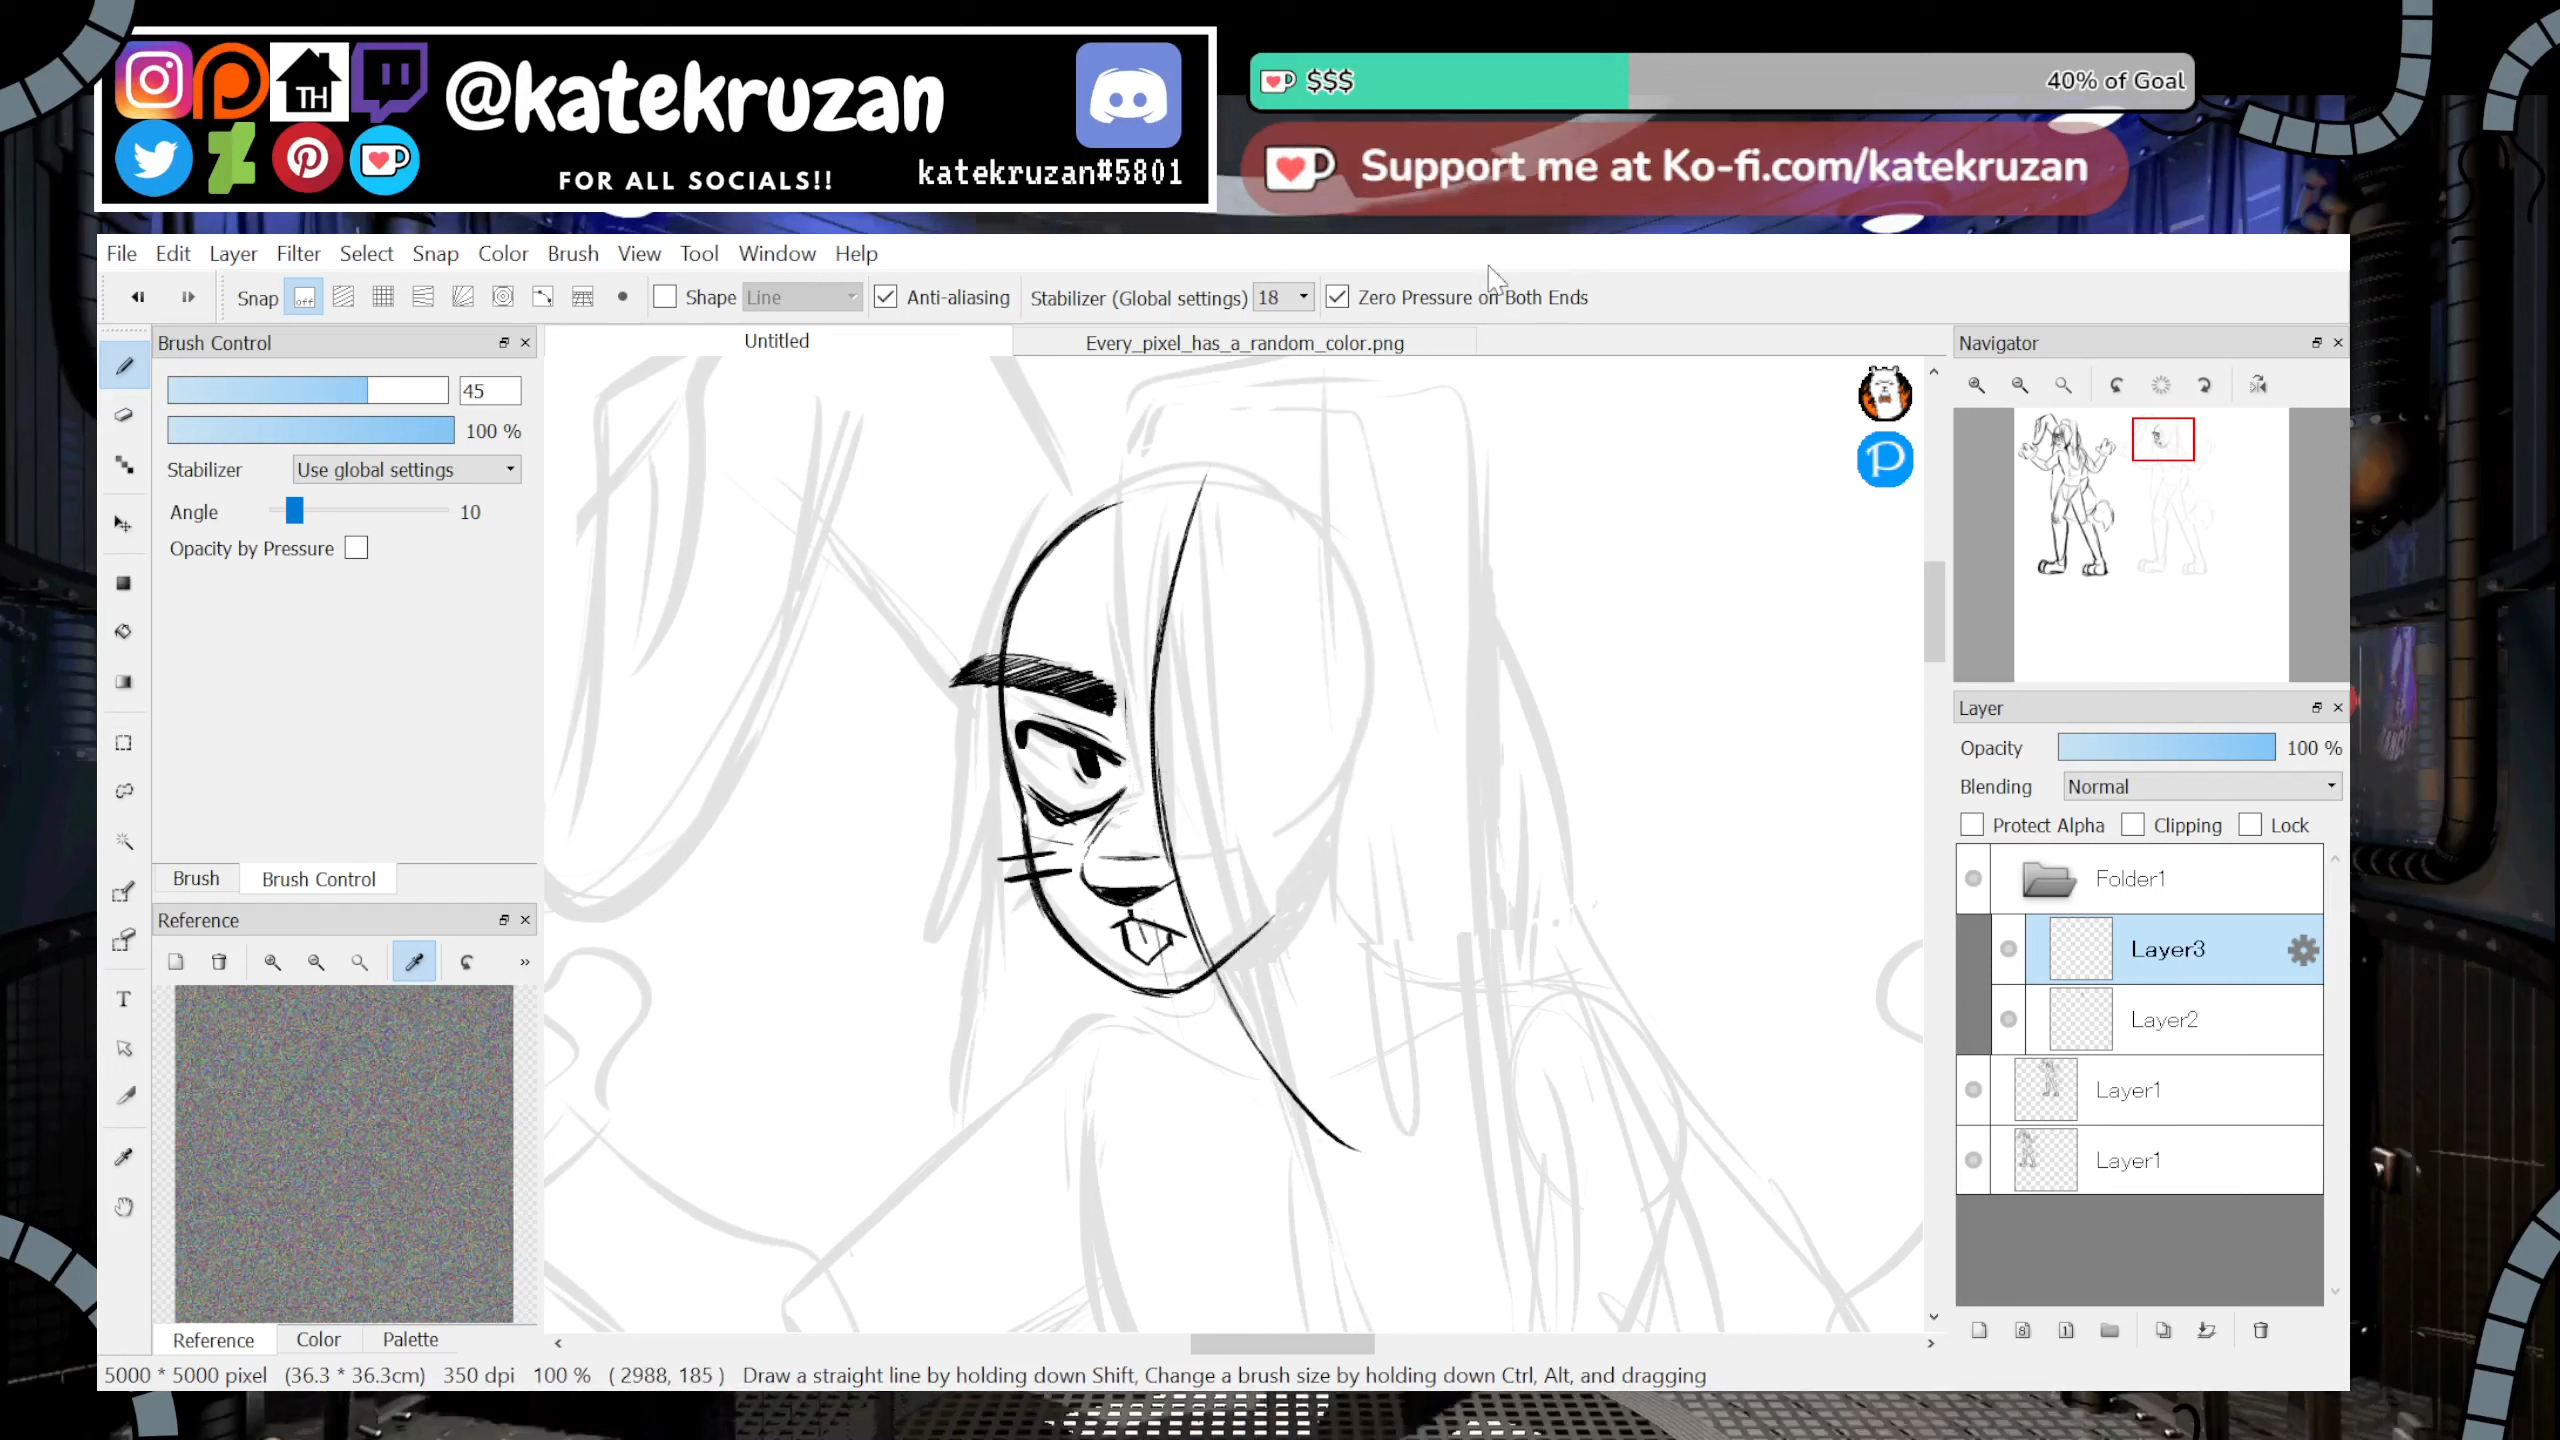 @katekruzan
FOR ALL SOCIALS!!
katekruzan#5801
TH
$$$
40% of Goal
Support me at Ko-fi.com/katekruzan
File Edit Layer Filter Select Snap Color Brush View Tool Window Help
Snap off Shape Line Anti-aliasing Stabilizer (Global settings) 18 Zero Pressure on Both Ends
Brush Control
Untitled
Every_pixel_has_a_random_color.png
Navigator
45
100 %
Stabilizer Use global settings
Angle 10
Opacity by Pressure
P
Layer
Opacity 100 %
Blending Normal
Protect Alpha Clipping Lock
Brush Brush Control
Folder1
Reference
Layer3
Layer2
T
Layer1
Layer1
8 1
Reference Color Palette
5000 * 5000 pixel (36.3 * 36.3cm) 350 dpi 100 % ( 2988, 185 ) Draw a straight line by holding down Shift, Change a brush size by holding down Ctrl, Alt, and dragging